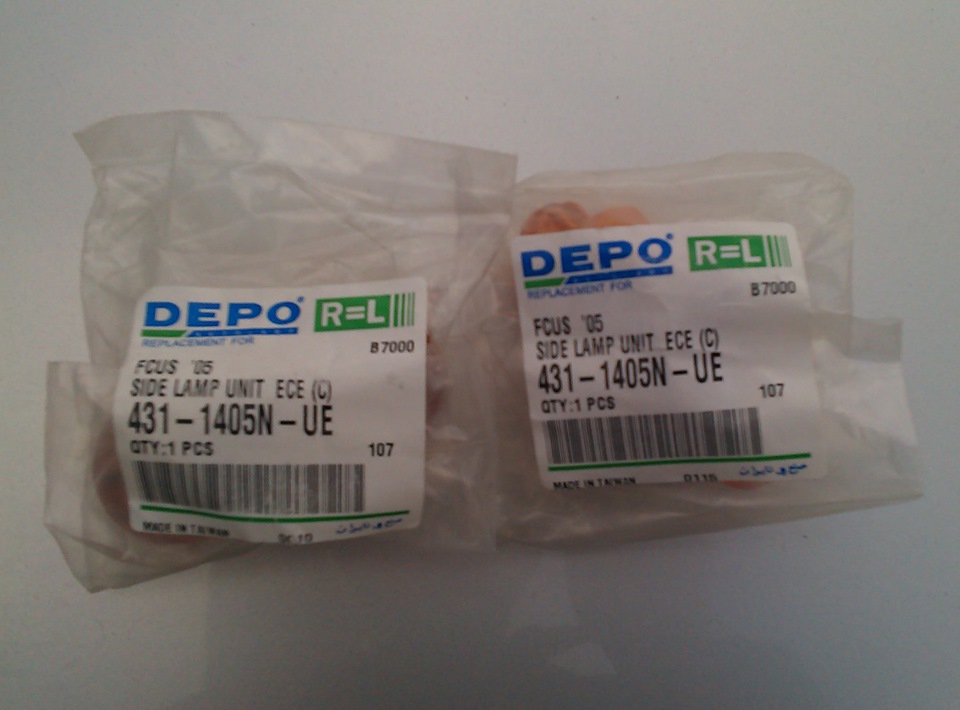 DEPO R=L
REPLACEMENT FOR
B7000
FCUS '05
SIDE LAMP UNIT ECE (C)
431-1405N-UE
QTY:1 PCS
107
MADE IN TAIWAN
DEPO R=L
REPLACEMENT FOR
B7000
FCUS '05
SIDE LAMP UNIT ECE (C)
431-1405N-UE
QTY:1 PCS
107
MADE IN TAIWAN